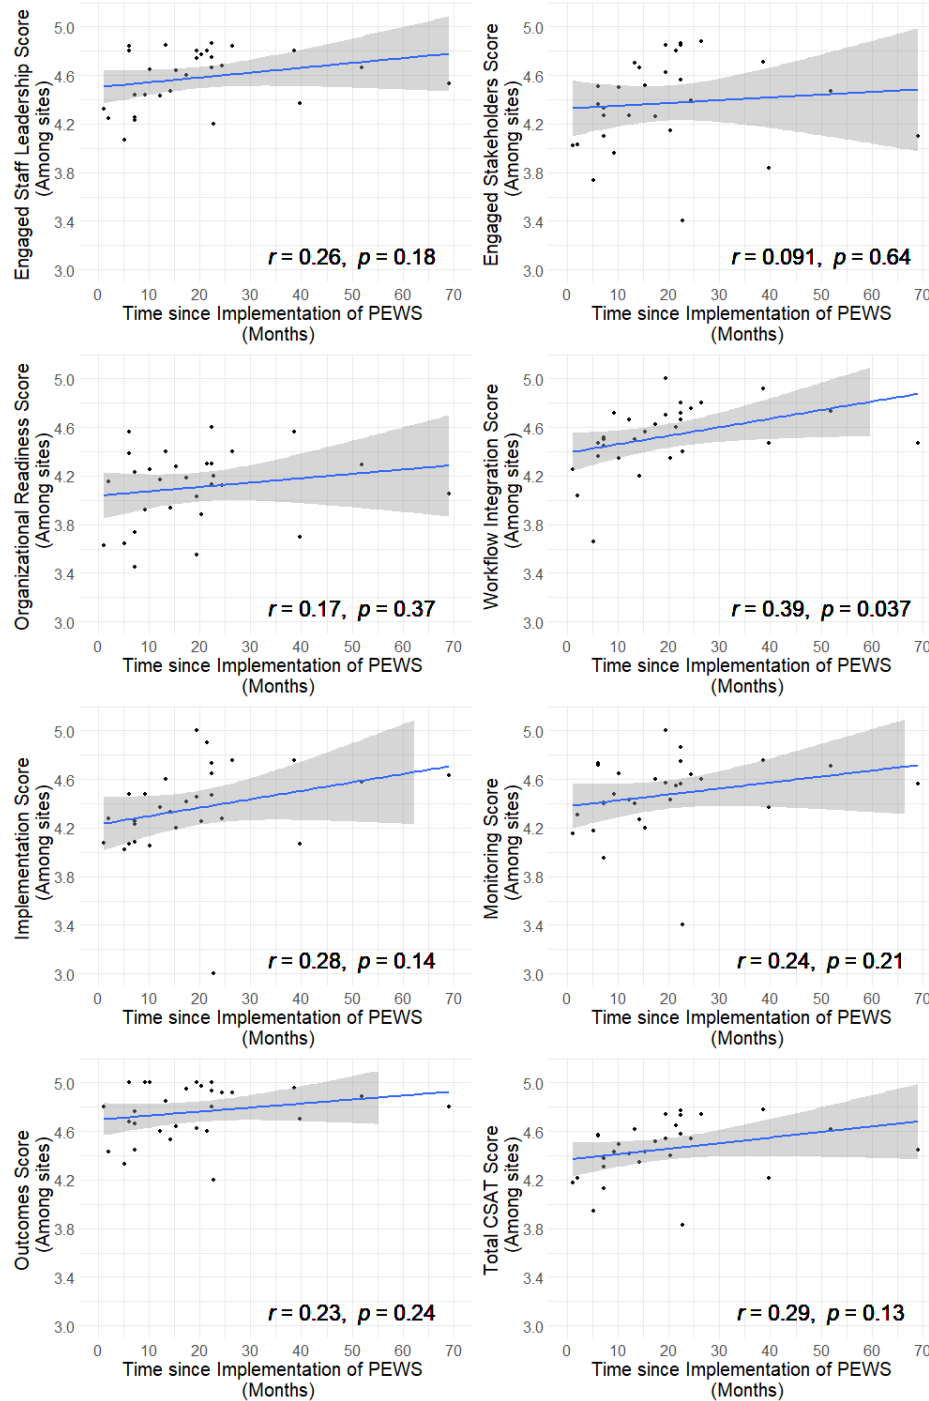 Engaged Staff Leadership Score
(Among sites)
5.0
4.6
4.2
3.8
3.4
3.0
r = 0.26, p = 0.18
0 10 20 30 40 50 60 70
Time since Implementation of PEWS
(Months)
Engaged Stakeholders Score
(Among sites)
5.0
4.6
4.2
3.8
3.4
3.0
r = 0.091, p = 0.64
0 10 20 30 40 50 60 70
Time since Implementation of PEWS
(Months)
Organizational Readiness Score
(Among sites)
5.0
4.6
4.2
3.8
3.4
3.0
r = 0.17, p = 0.37
0 10 20 30 40 50 60 70
Time since Implementation of PEWS
(Months)
Workflow Integration Score
(Among sites)
5.0
4.6
4.2
3.8
3.4
3.0
r = 0.39, p = 0.037
0 10 20 30 40 50 60 70
Time since Implementation of PEWS
(Months)
Implementation Score
(Among sites)
5.0
4.6
4.2
3.8
3.4
3.0
r = 0.28, p = 0.14
0 10 20 30 40 50 60 70
Time since Implementation of PEWS
(Months)
Monitoring Score
(Among sites)
5.0
4.6
4.2
3.8
3.4
3.0
r = 0.24, p = 0.21
0 10 20 30 40 50 60 70
Time since Implementation of PEWS
(Months)
Outcomes Score
(Among sites)
5.0
4.6
4.2
3.8
3.4
3.0
r = 0.23, p = 0.24
0 10 20 30 40 50 60 70
Time since Implementation of PEWS
(Months)
Total CSAT Score
(Among sites)
5.0
4.6
4.2
3.8
3.4
3.0
r = 0.29, p = 0.13
0 10 20 30 40 50 60 70
Time since Implementation of PEWS
(Months)